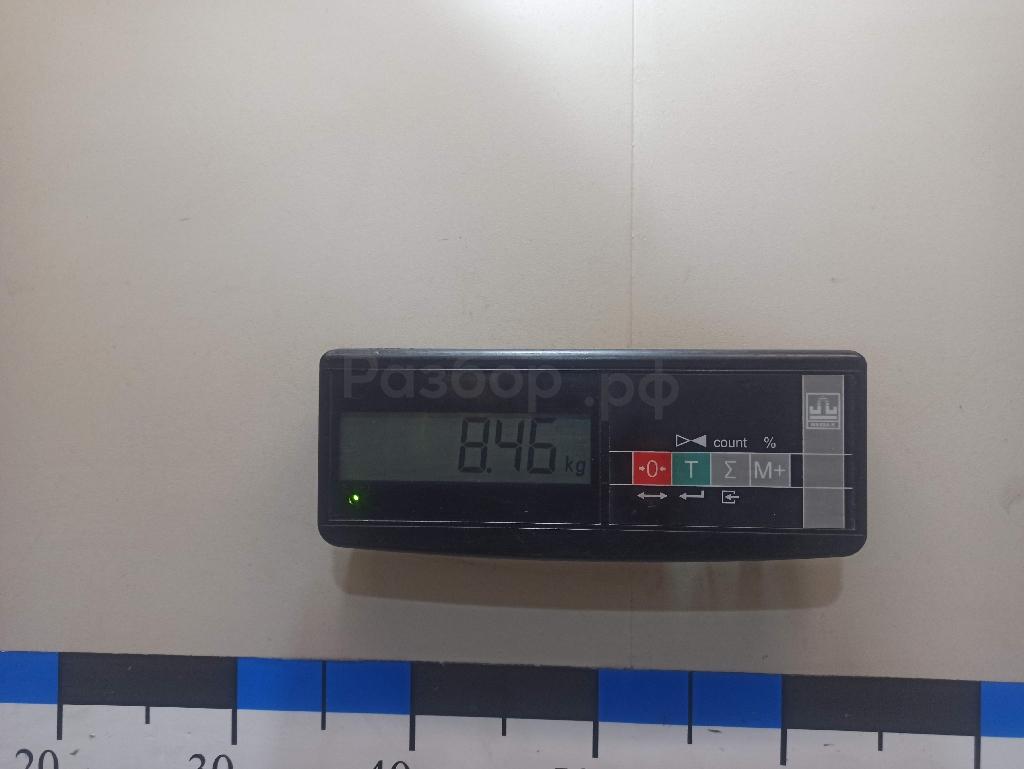 Разбор.рф
8.46 kg
count %
→0← T Σ M+
20 30 40